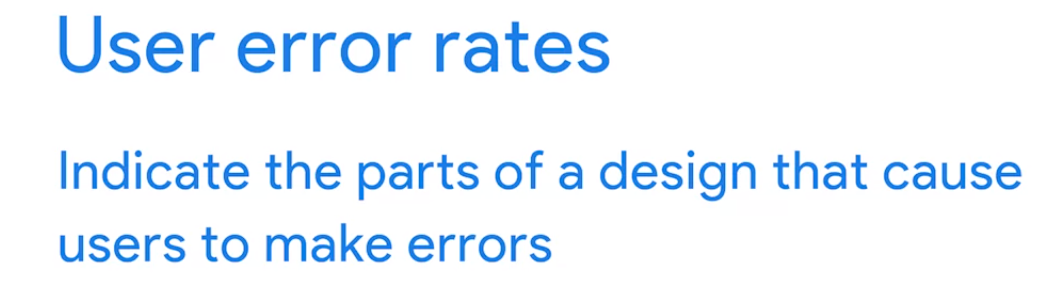 User error rates
Indicate the parts of a design that cause
users to make errors